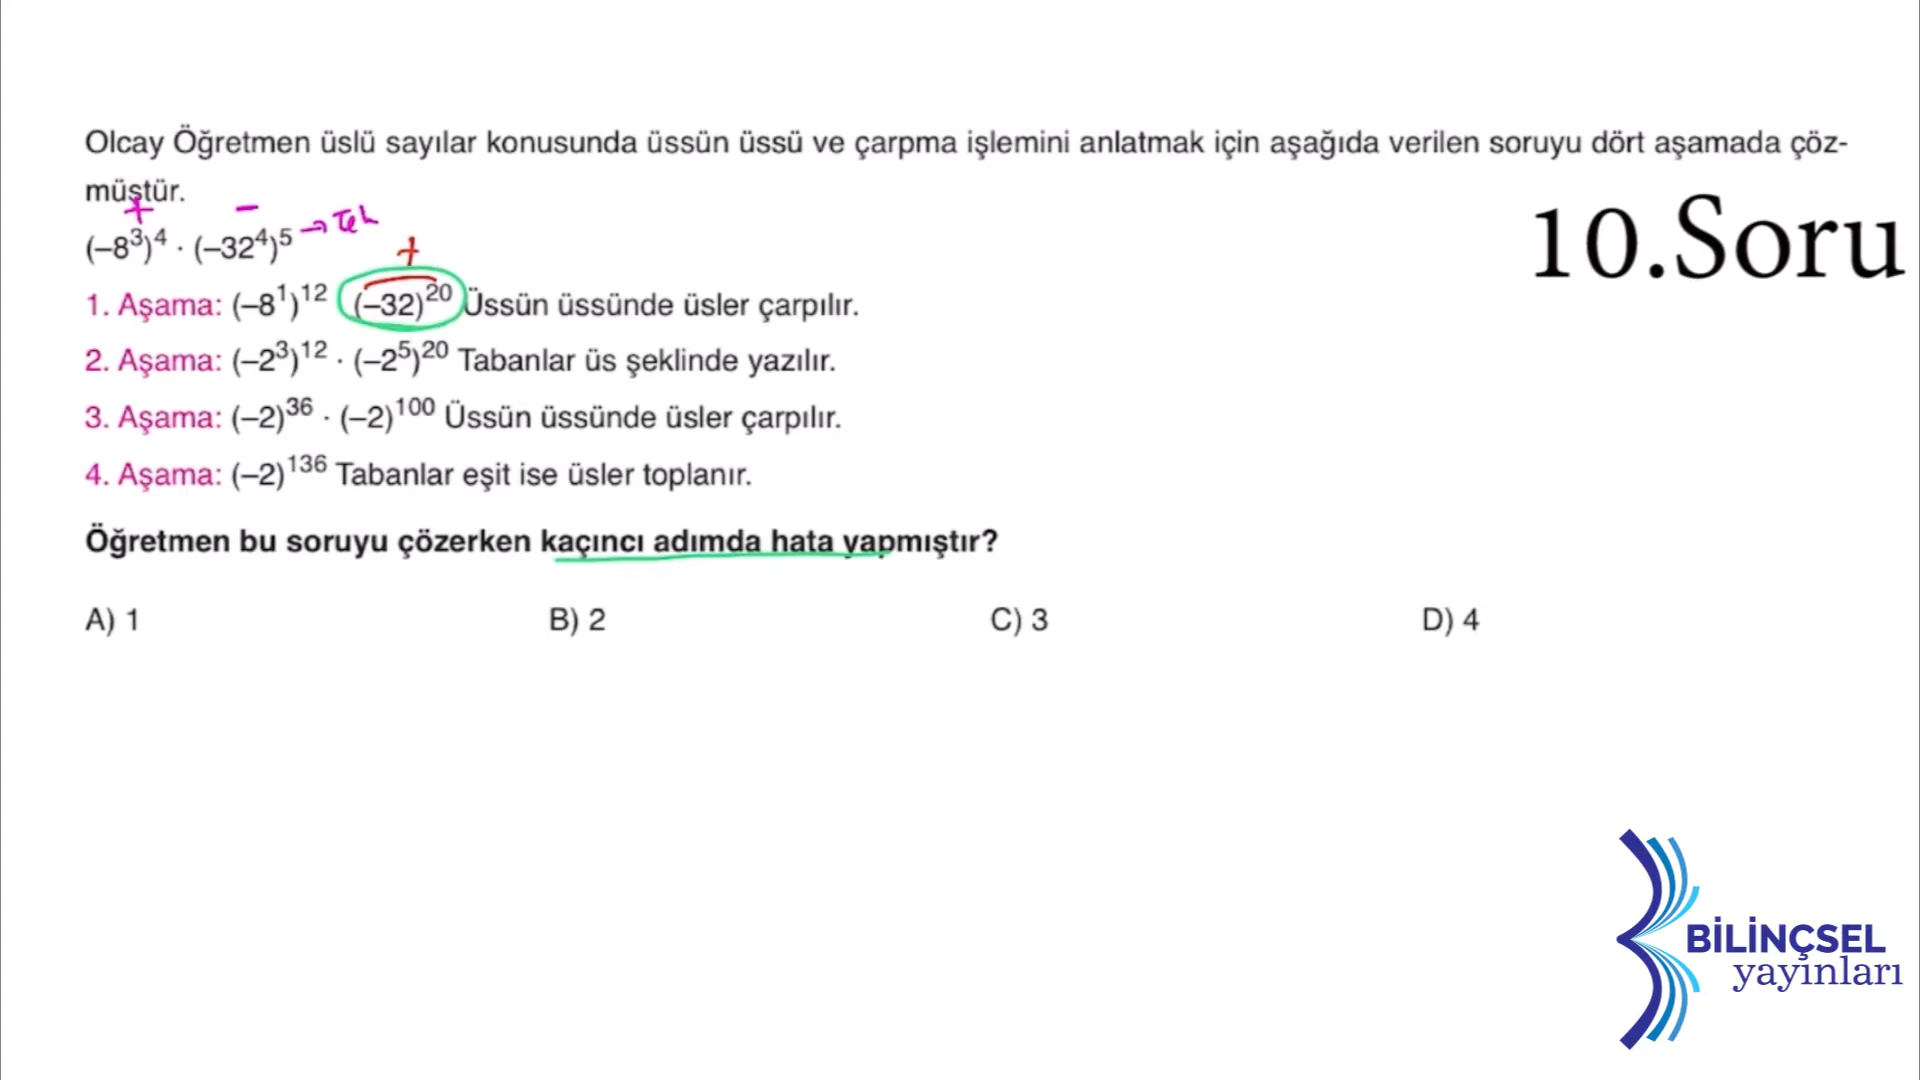 Olcay Öğretmen üslü sayılar konusunda üssün üssü ve çarpma işlemini anlatmak için aşağıda verilen soruyu dört aşamada çöz-
müştür.
10.Soru
+ − → Tek
(–8³)⁴ · (–32⁴)⁵
+
1. Aşama: (–8¹)¹² (–32)²⁰ Üssün üssünde üsler çarpılır.
2. Aşama: (–2³)¹² · (–2⁵)²⁰ Tabanlar üs şeklinde yazılır.
3. Aşama: (–2)³⁶ · (–2)¹⁰⁰ Üssün üssünde üsler çarpılır.
4. Aşama: (–2)¹³⁶ Tabanlar eşit ise üsler toplanır.
Öğretmen bu soruyu çözerken kaçıncı adımda hata yapmıştır?
A) 1 B) 2 C) 3 D) 4
BİLİNÇSEL
yayınları